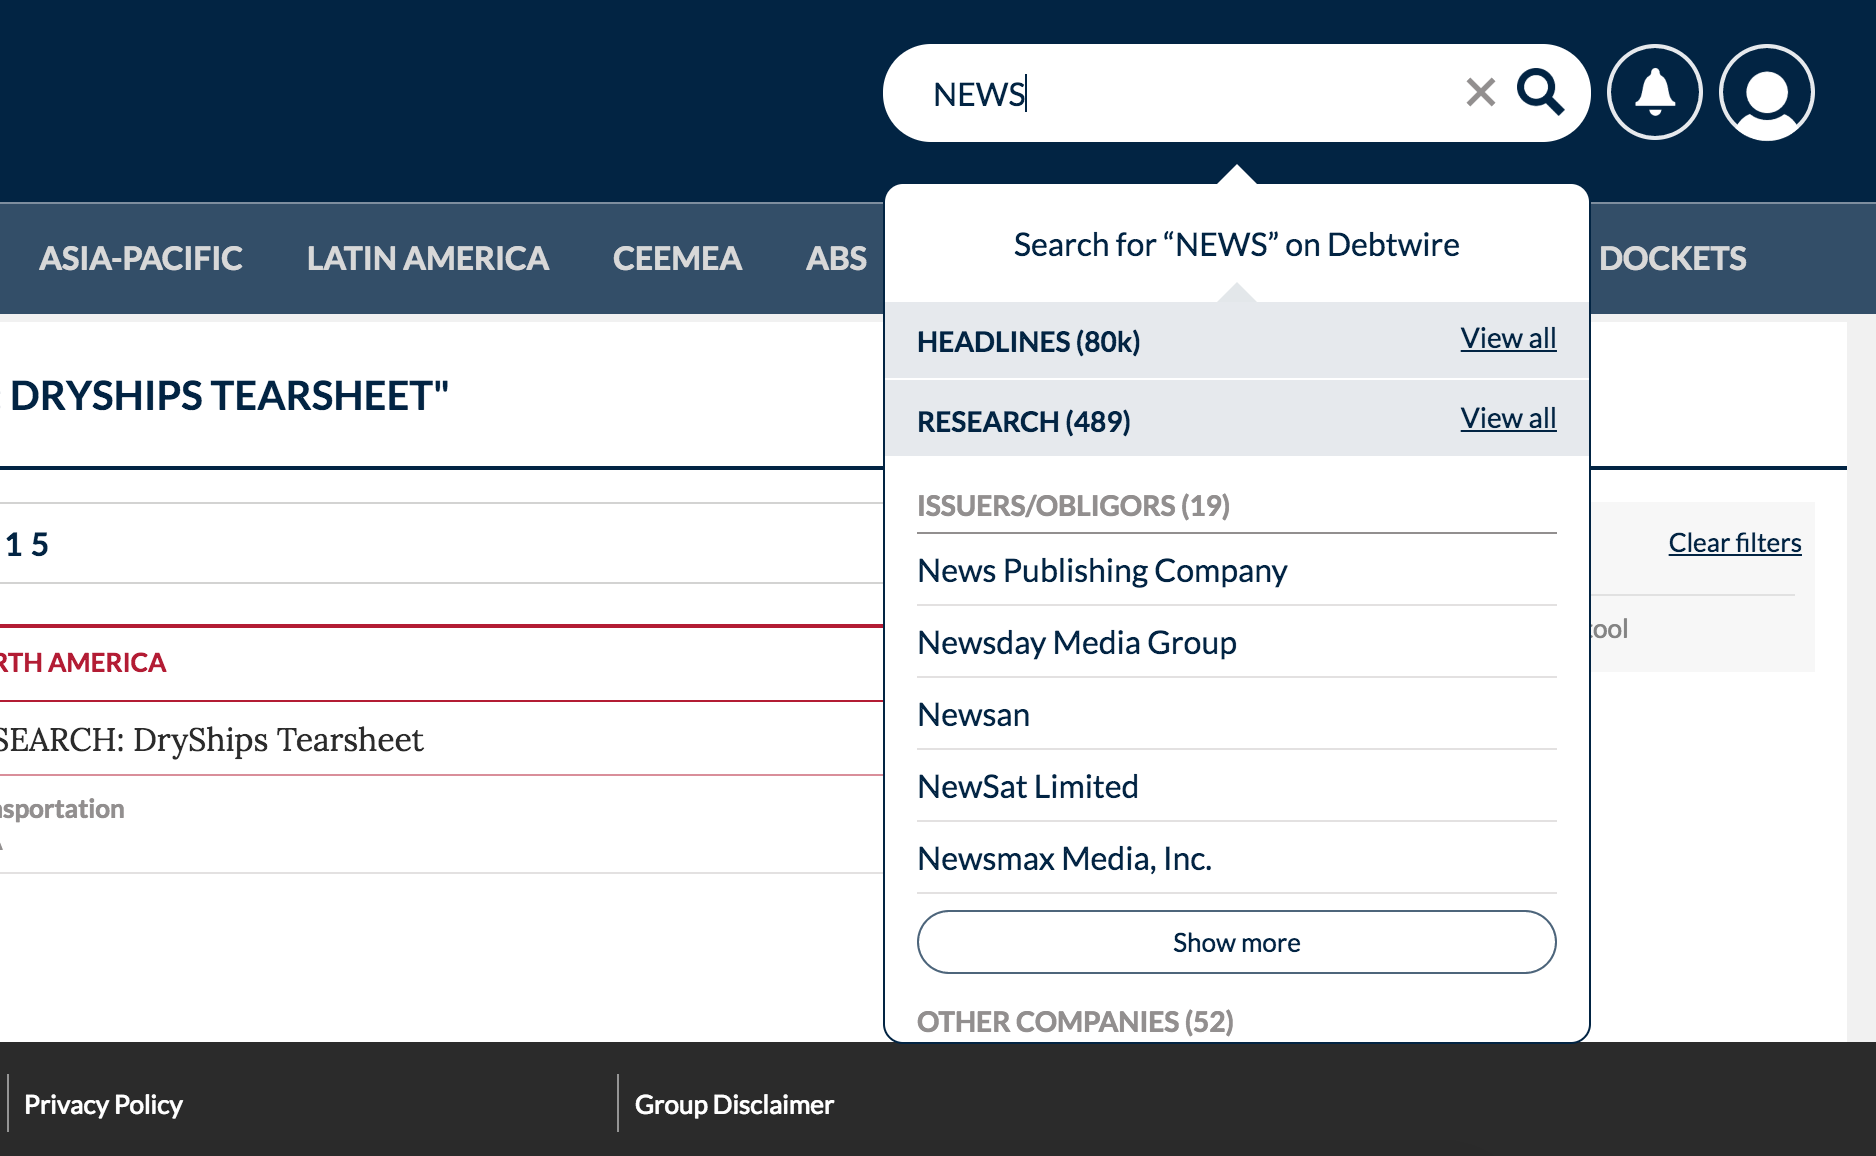 NEWS
ASIA-PACIFIC LATIN AMERICA CEEMEA ABS DOCKETS
Search for “NEWS” on Debtwire
HEADLINES (80k) View all
DRYSHIPS TEARSHEET"
RESEARCH (489) View all
ISSUERS/OBLIGORS (19)
1 5
Clear filters
News Publishing Company
ool
Newsday Media Group
RTH AMERICA
Newsan
SEARCH: DryShips Tearsheet
NewSat Limited
nsportation
Newsmax Media, Inc.
Show more
OTHER COMPANIES (52)
Privacy Policy Group Disclaimer